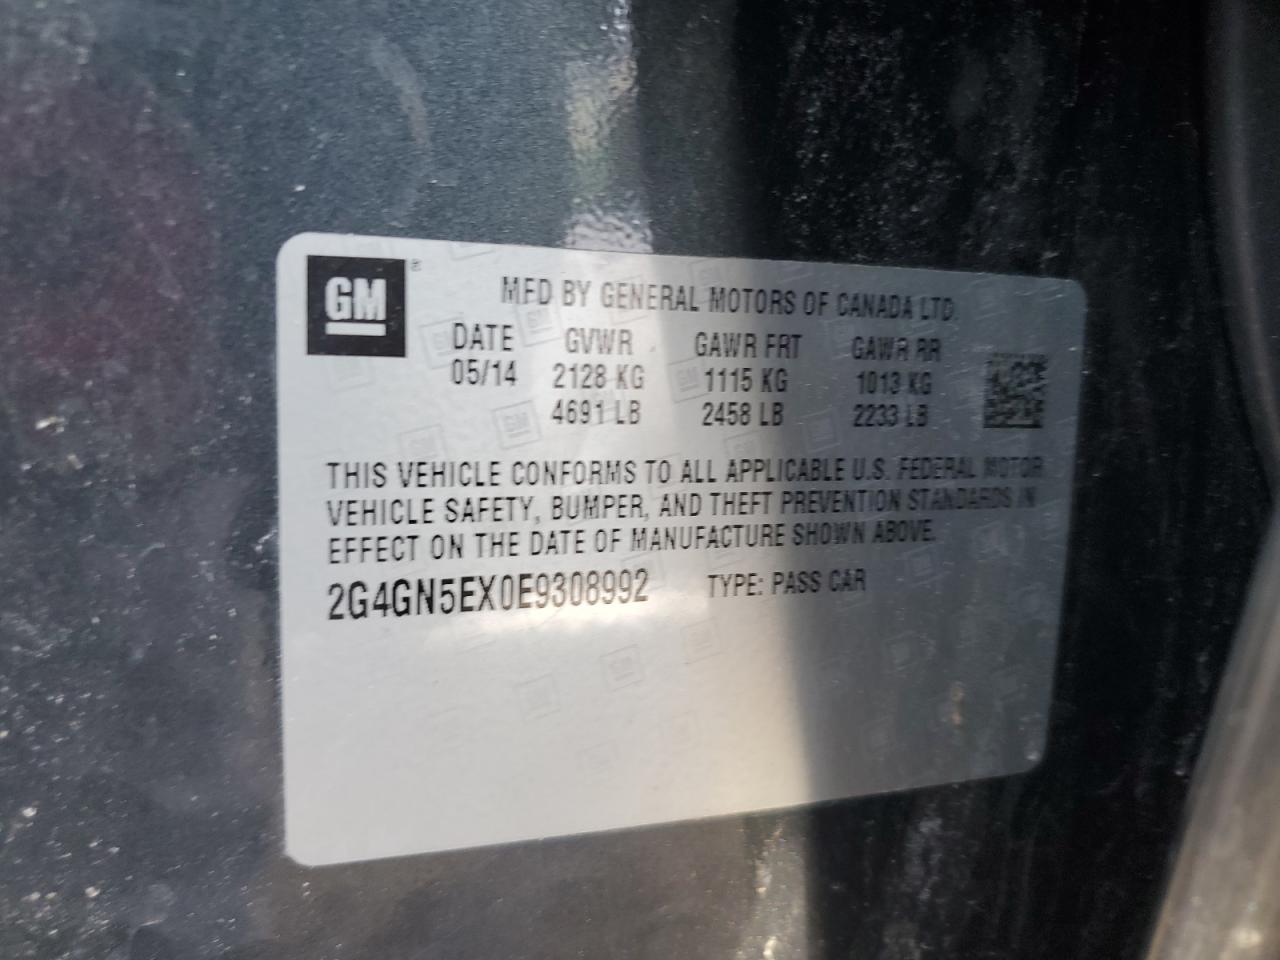 GM ®
MFD BY GENERAL MOTORS OF CANADA LTD
DATE GVWR GAWR FRT GAWR RR
05/14 2128 KG 1115 KG 1013 KG
4691 LB 2458 LB 2233 LB
THIS VEHICLE CONFORMS TO ALL APPLICABLE U.S. FEDERAL MOTOR
VEHICLE SAFETY, BUMPER, AND THEFT PREVENTION STANDARDS IN
EFFECT ON THE DATE OF MANUFACTURE SHOWN ABOVE.
2G4GN5EX0E9308992 TYPE: PASS CAR